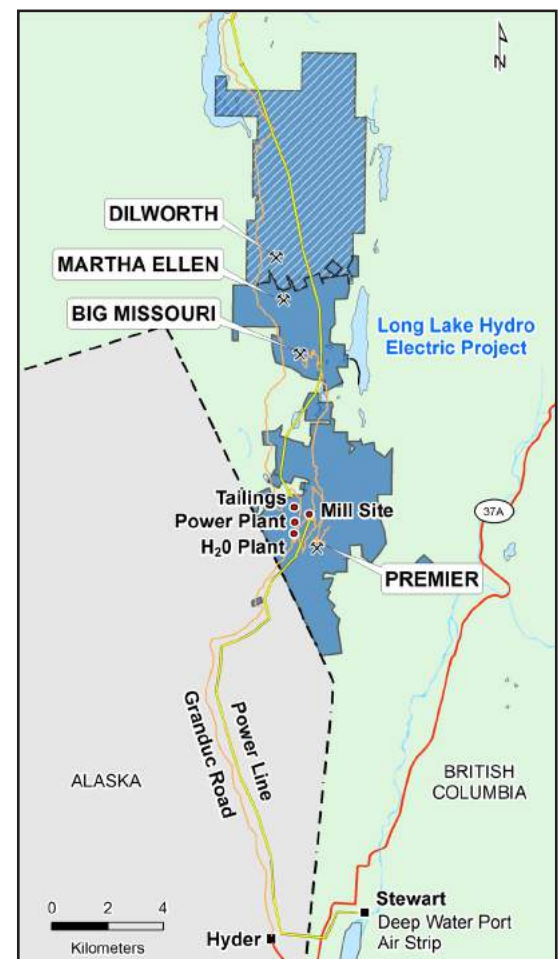 N
DILWORTH
MARTHA ELLEN
BIG MISSOURI
Long Lake Hydro
Electric Project
Tailings
Mill Site
Power Plant
H20 Plant
37A
PREMIER
Power Line
Granduc Road
ALASKA
BRITISH
COLUMBIA
Stewart
Deep Water Port
Air Strip
Hyder
0 2 4
Kilometers